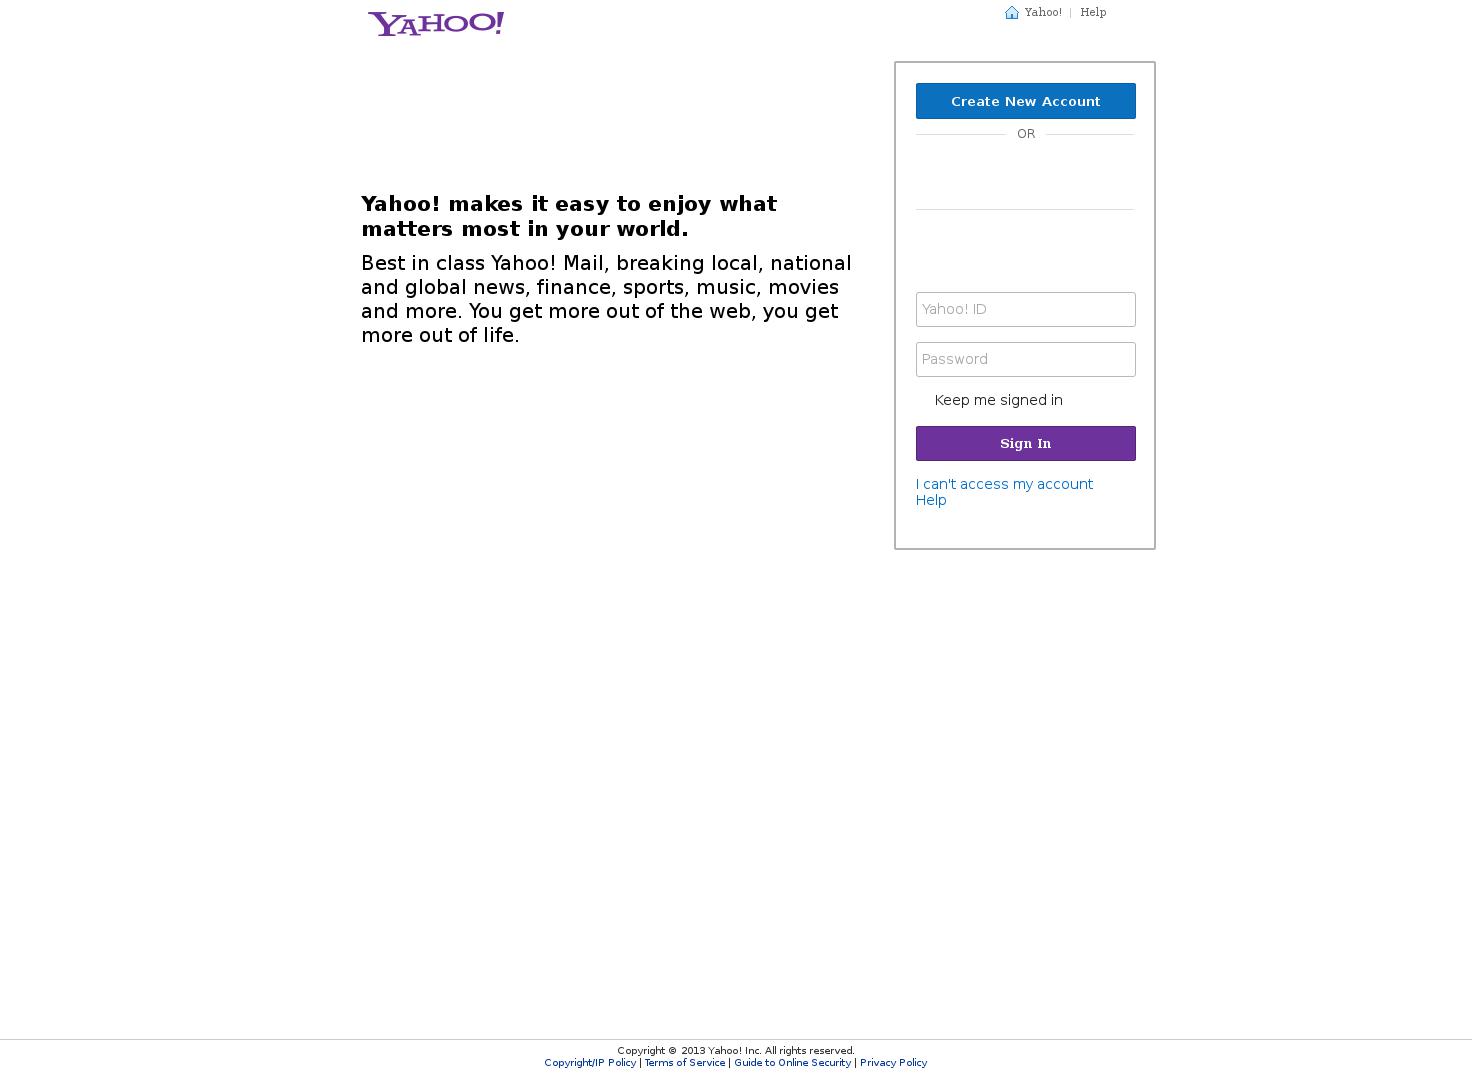 YAHOO!
Yahoo! | Help
Create New Account
OR
Yahoo! makes it easy to enjoy what
matters most in your world.
Best in class Yahoo! Mail, breaking local, national
and global news, finance, sports, music, movies
and more. You get more out of the web, you get
more out of life.
Yahoo! ID
Password
Keep me signed in
Sign In
I can't access my account
Help
Copyright © 2013 Yahoo! Inc. All rights reserved.
Copyright/IP Policy | Terms of Service | Guide to Online Security | Privacy Policy